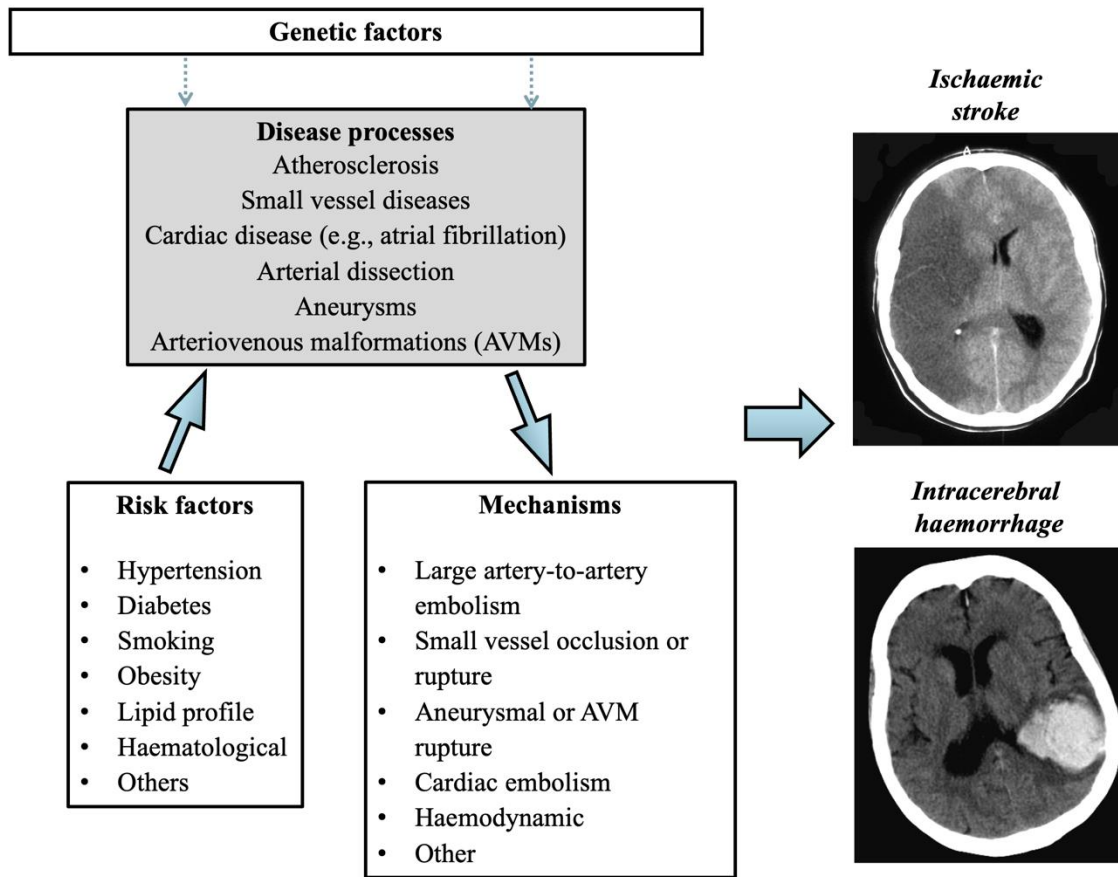 Genetic factors
Disease processes
Atherosclerosis
Small vessel diseases
Cardiac disease (e.g., atrial fibrillation)
Arterial dissection
Aneurysms
Arteriovenous malformations (AVMs)
Risk factors
• Hypertension
• Diabetes
• Smoking
• Obesity
• Lipid profile
• Haematological
• Others
Mechanisms
• Large artery-to-artery
embolism
• Small vessel occlusion or
rupture
• Aneurysmal or AVM
rupture
• Cardiac embolism
• Haemodynamic
• Other
Ischaemic
stroke
A
Intracerebral
haemorrhage